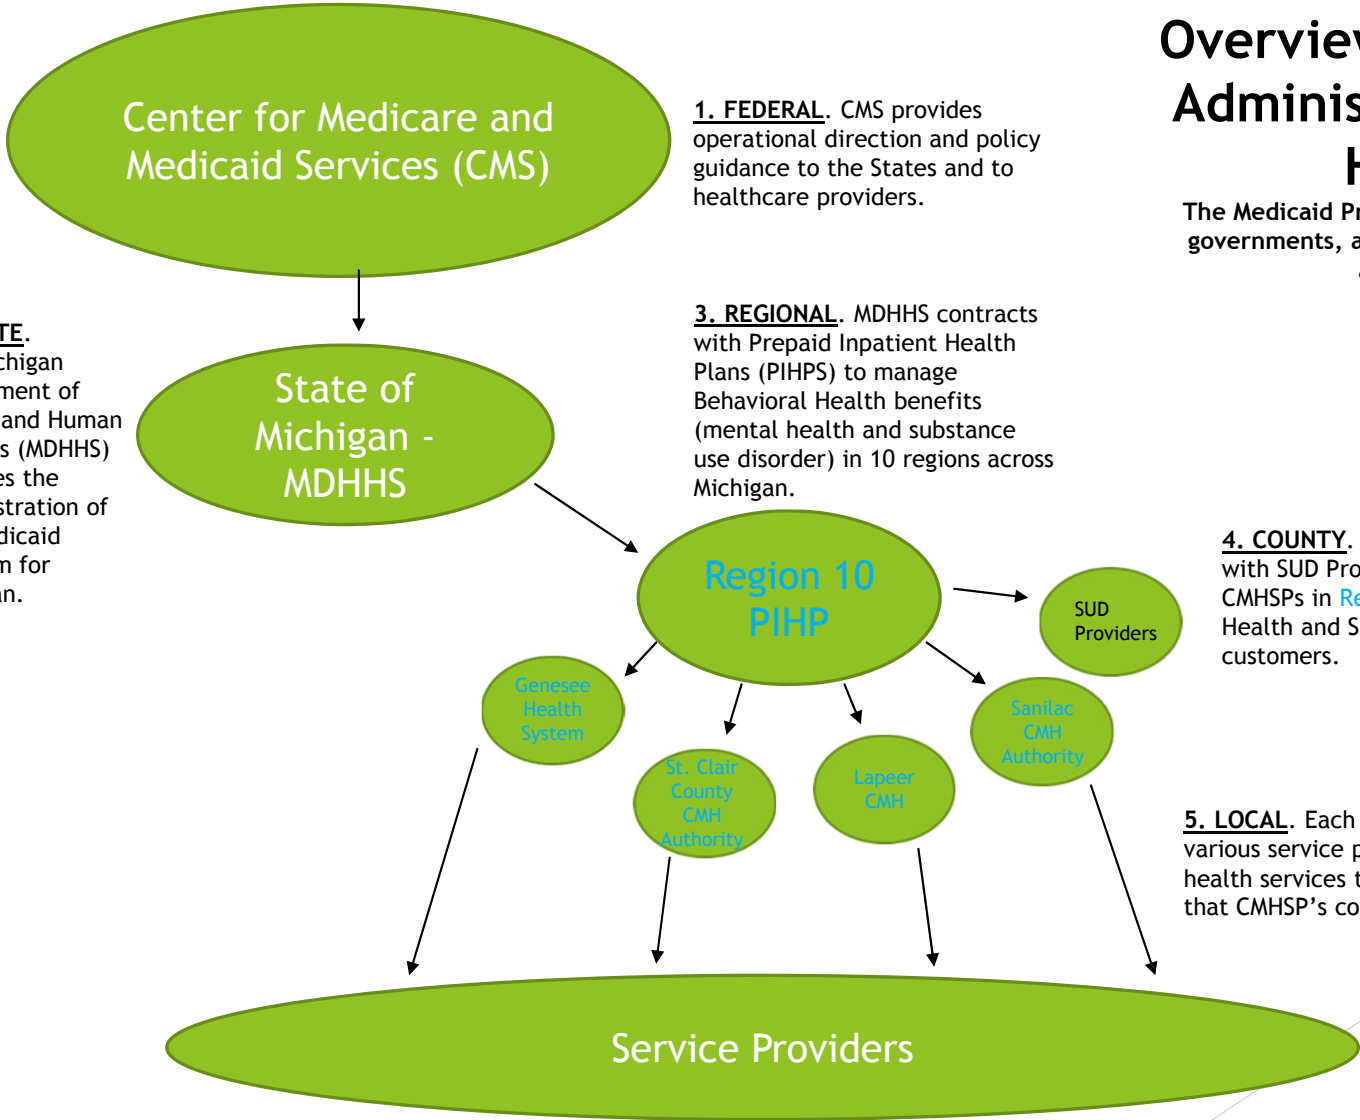 Center for Medicare and
Medicaid Services (CMS)
1. FEDERAL. CMS provides
operational direction and policy
guidance to the States and to
healthcare providers.
Overview
Adminis
H
The Medicaid Pr
governments, a
TE.
chigan
ment of
and Human
s (MDHHS)
es the
stration of
dicaid
m for
an.
State of
Michigan -
MDHHS
3. REGIONAL. MDHHS contracts
with Prepaid Inpatient Health
Plans (PIHPS) to manage
Behavioral Health benefits
(mental health and substance
use disorder) in 10 regions across
Michigan.
Region 10
PIHP
SUD
Providers
4. COUNTY.
with SUD Pro
CMHSPs in Re
Health and S
customers.
Genesee
Health
System
St. Clair
County
CMH
Authority
Lapeer
CMH
Sanilac
CMH
Authority
5. LOCAL. Each
various service p
health services t
that CMHSP's co
Service Providers